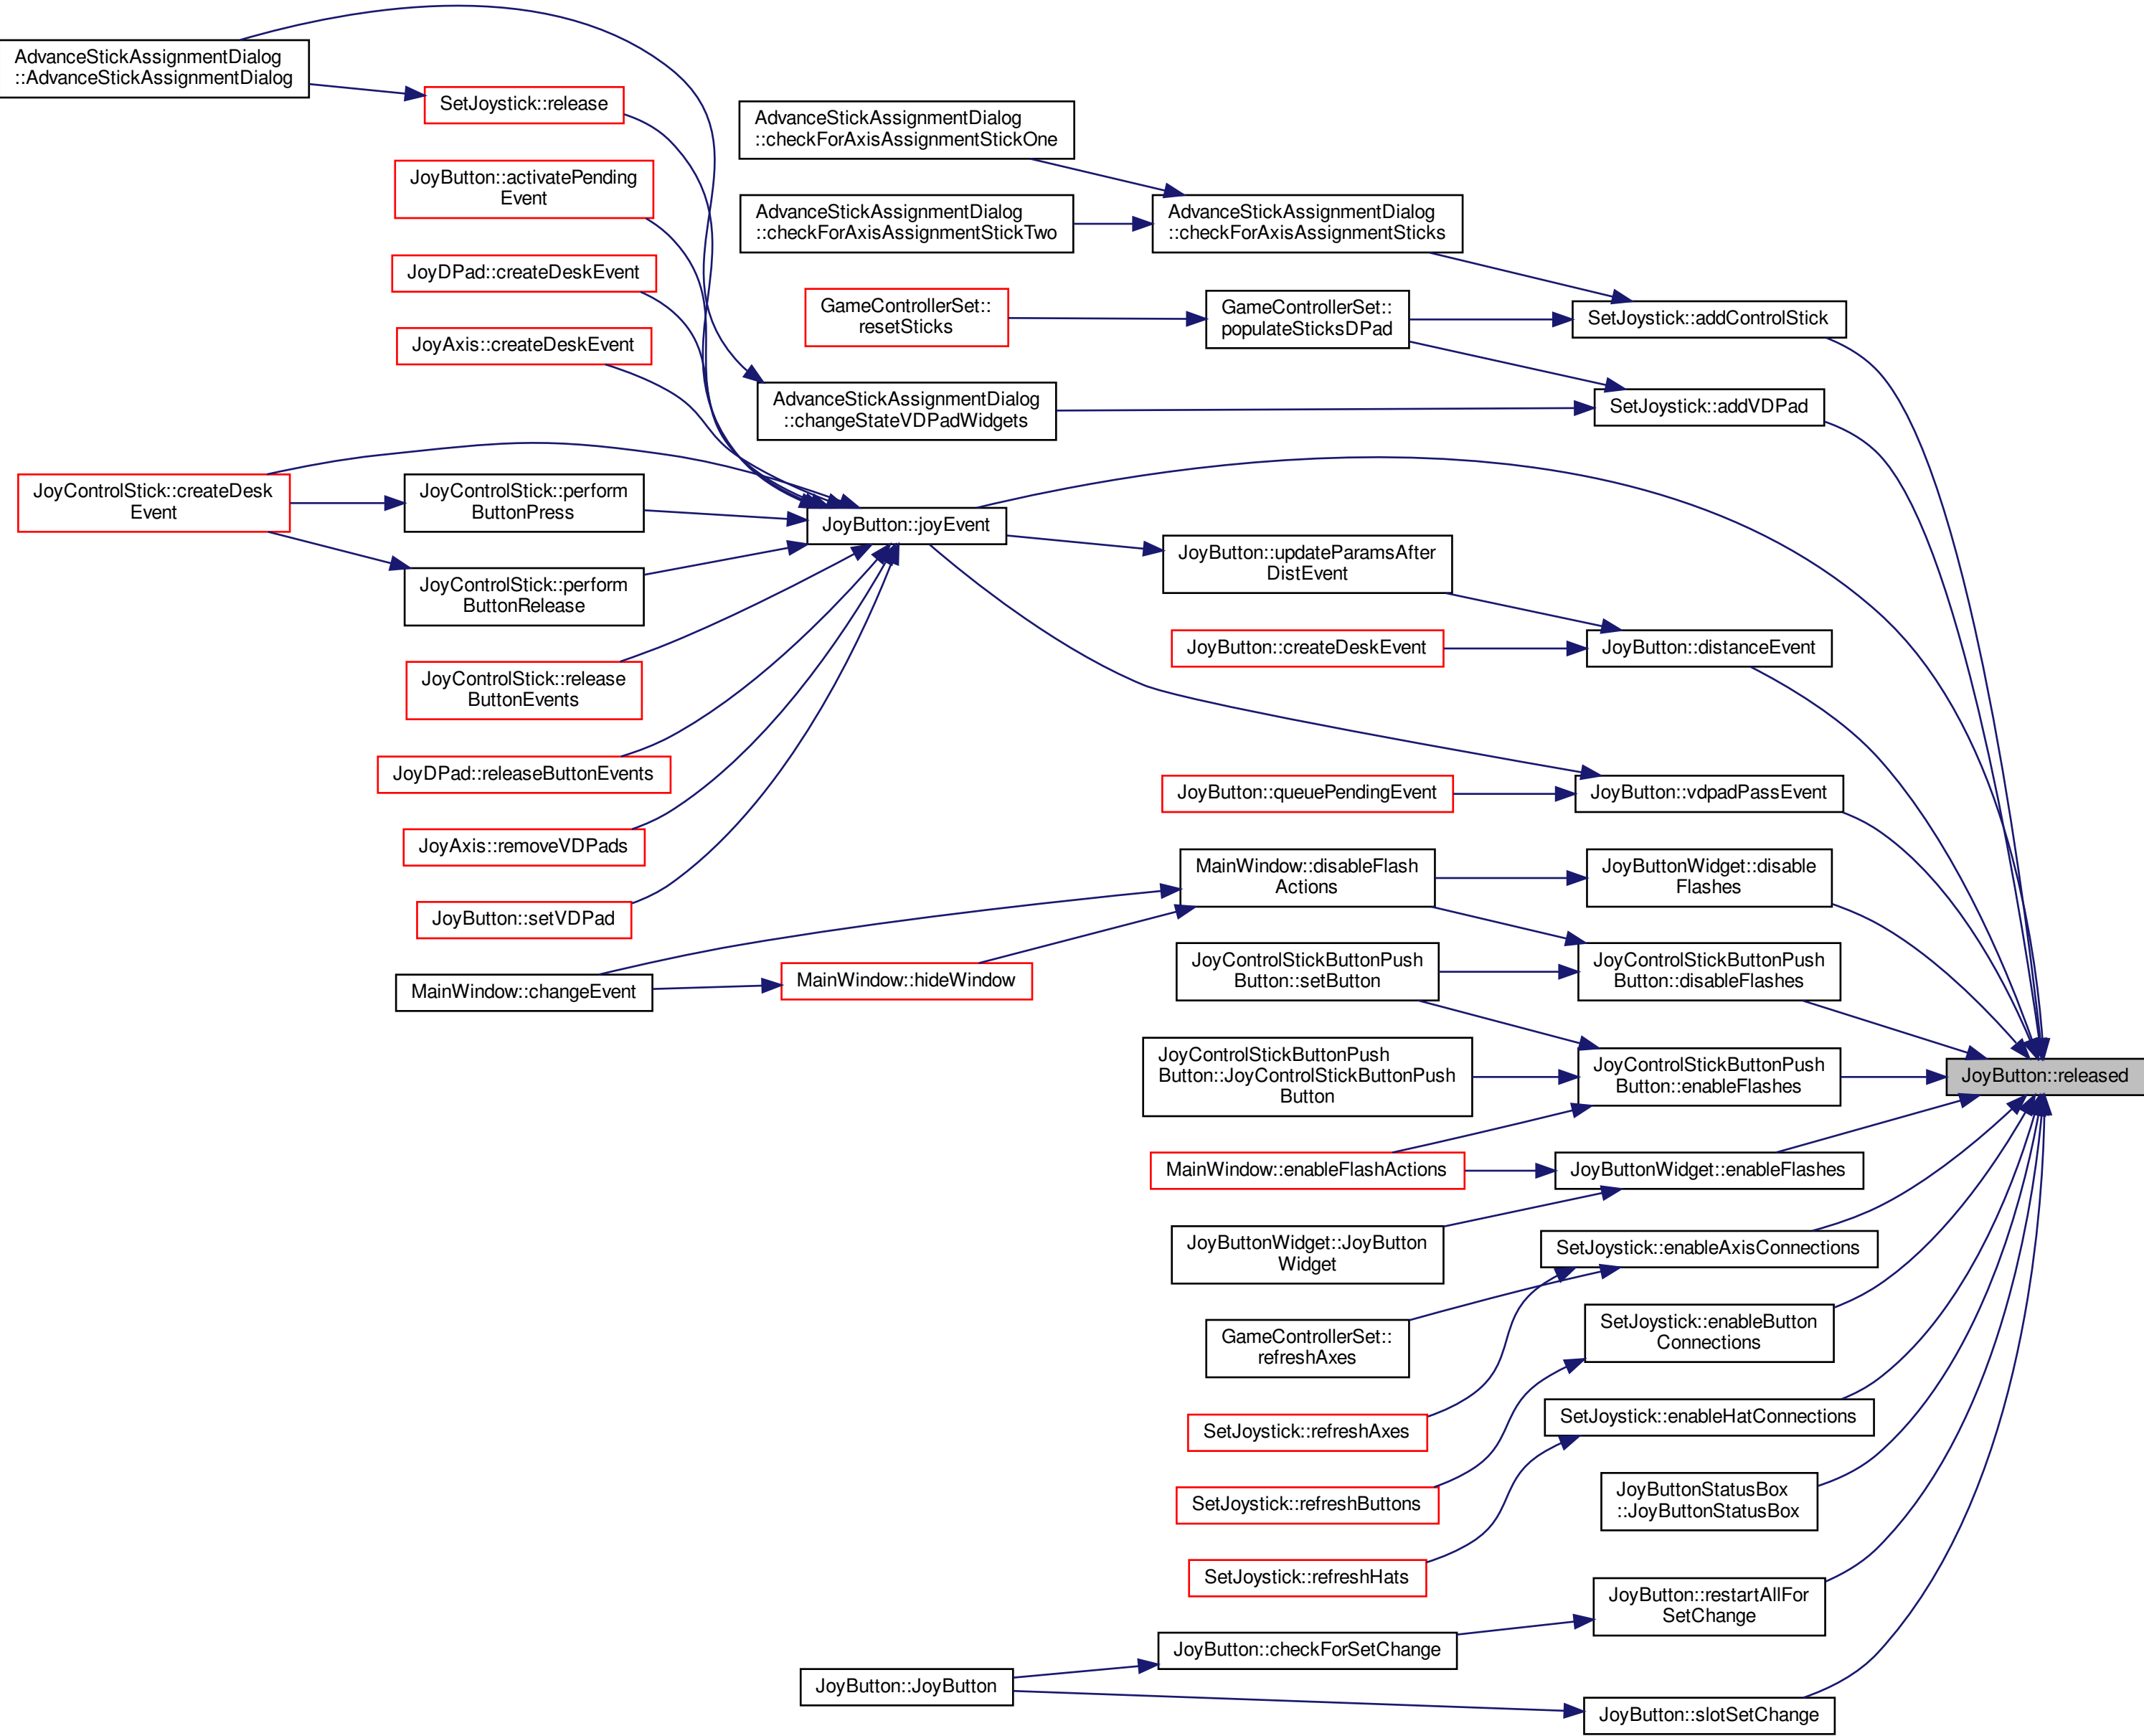 AdvanceStickAssignmentDialog
::AdvanceStickAssignmentDialog
SetJoystick::release
JoyButton::activatePending
Event
JoyDPad::createDeskEvent
JoyAxis::createDeskEvent
JoyControlStick::createDesk
Event
JoyControlStick::perform
ButtonPress
JoyControlStick::perform
ButtonRelease
JoyControlStick::release
ButtonEvents
JoyDPad::releaseButtonEvents
JoyAxis::removeVDPads
JoyButton::setVDPad
MainWindow::changeEvent
AdvanceStickAssignmentDialog
::checkForAxisAssignmentStickOne
AdvanceStickAssignmentDialog
::checkForAxisAssignmentStickTwo
GameControllerSet::
resetSticks
AdvanceStickAssignmentDialog
::changeStateVDPadWidgets
JoyButton::joyEvent
MainWindow::hideWindow
JoyButton::JoyButton
AdvanceStickAssignmentDialog
::checkForAxisAssignmentSticks
GameControllerSet::
populateSticksDPad
JoyButton::updateParamsAfter
DistEvent
JoyButton::createDeskEvent
JoyButton::queuePendingEvent
MainWindow::disableFlash
Actions
JoyControlStickButtonPush
Button::setButton
JoyControlStickButtonPush
Button::JoyControlStickButtonPush
Button
MainWindow::enableFlashActions
JoyButtonWidget::JoyButton
Widget
GameControllerSet::
refreshAxes
SetJoystick::refreshAxes
SetJoystick::refreshButtons
SetJoystick::refreshHats
JoyButton::checkForSetChange
SetJoystick::addControlStick
SetJoystick::addVDPad
JoyButton::distanceEvent
JoyButton::vdpadPassEvent
JoyButtonWidget::disable
Flashes
JoyControlStickButtonPush
Button::disableFlashes
JoyControlStickButtonPush
Button::enableFlashes
JoyButtonWidget::enableFlashes
SetJoystick::enableAxisConnections
SetJoystick::enableButton
Connections
SetJoystick::enableHatConnections
JoyButtonStatusBox
::JoyButtonStatusBox
JoyButton::restartAllFor
SetChange
JoyButton::slotSetChange
JoyButton::released